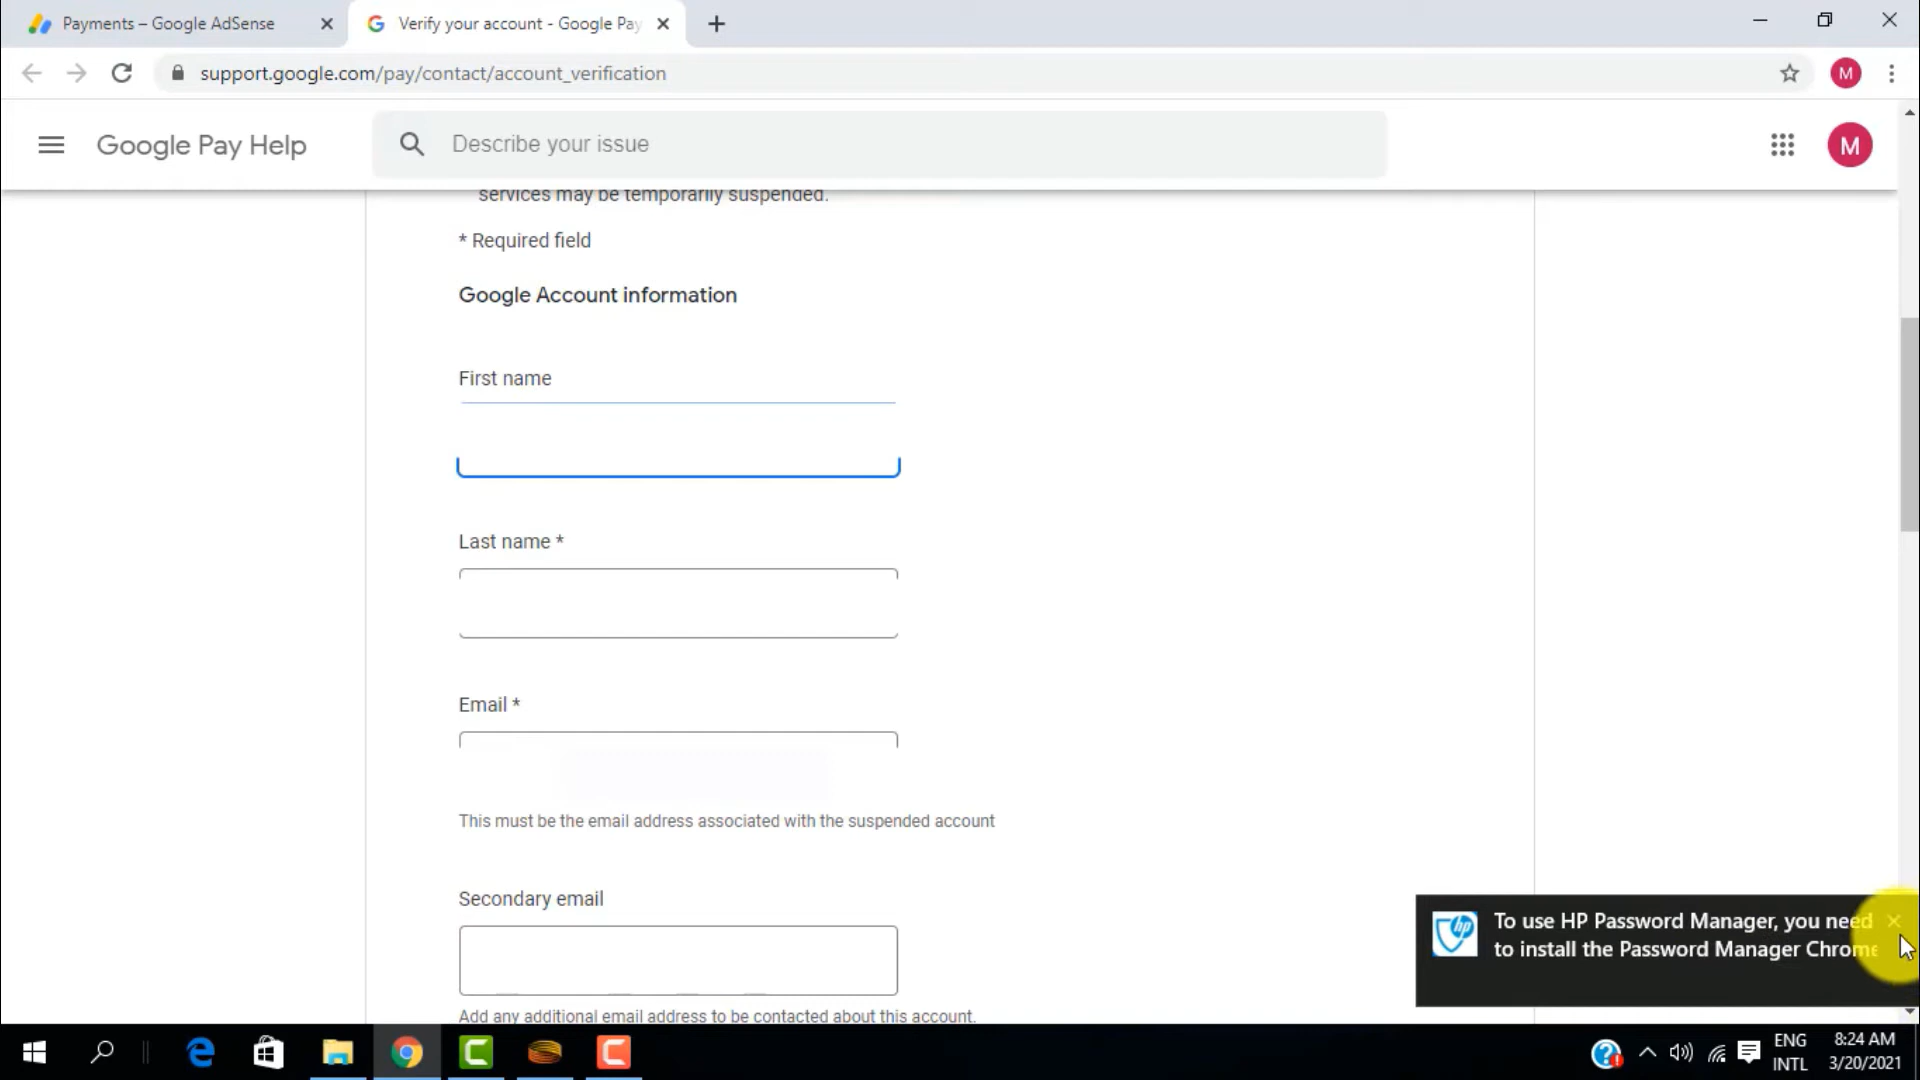 Payments – Google AdSense
Verify your account - Google Pay
support.google.com/pay/contact/account_verification
M
Google Pay Help
Describe your issue
M
services may be temporarily suspended.
* Required field
Google Account information
First name
Last name *
Email *
This must be the email address associated with the suspended account
Secondary email
Add any additional email address to be contacted about this account.
hp
To use HP Password Manager, you need
to install the Password Manager Chrome
ENG
INTL
8:24 AM
3/20/2021